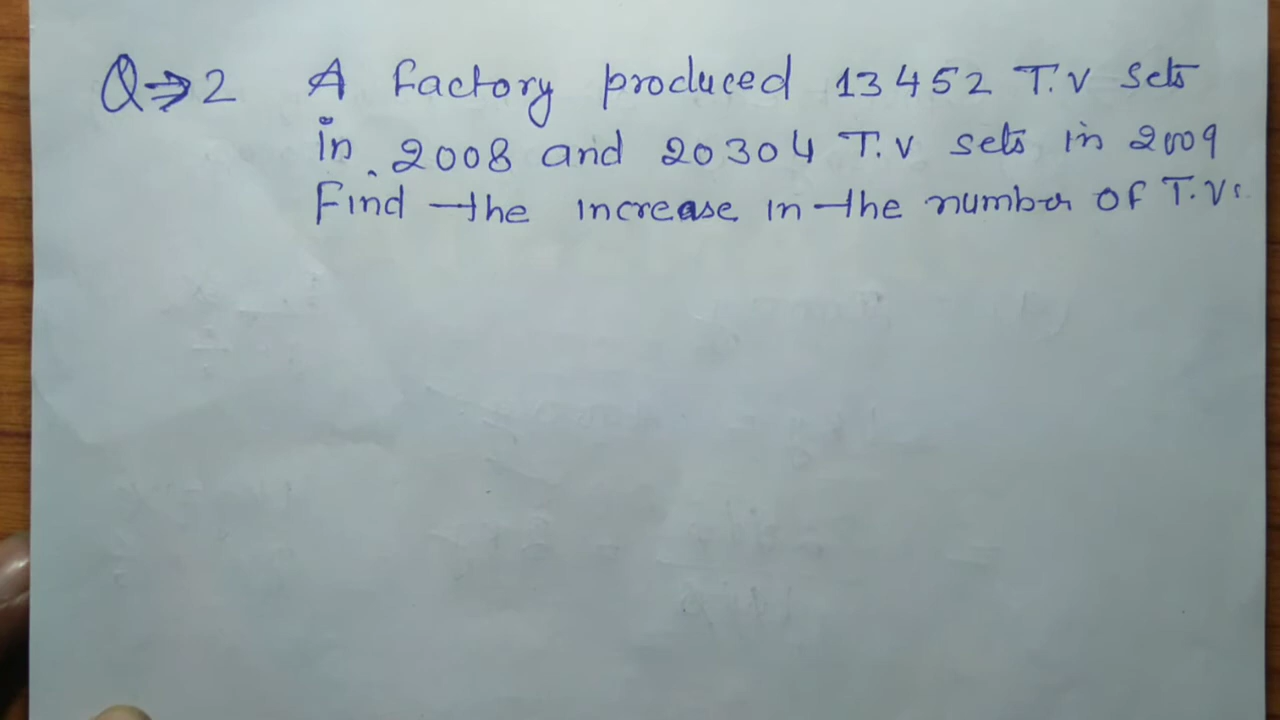 Q⇒2 A factory produced 13452 T.V sets
in 2008 and 20304 T.V sets in 2009
Find the increase in the number of T.Vs